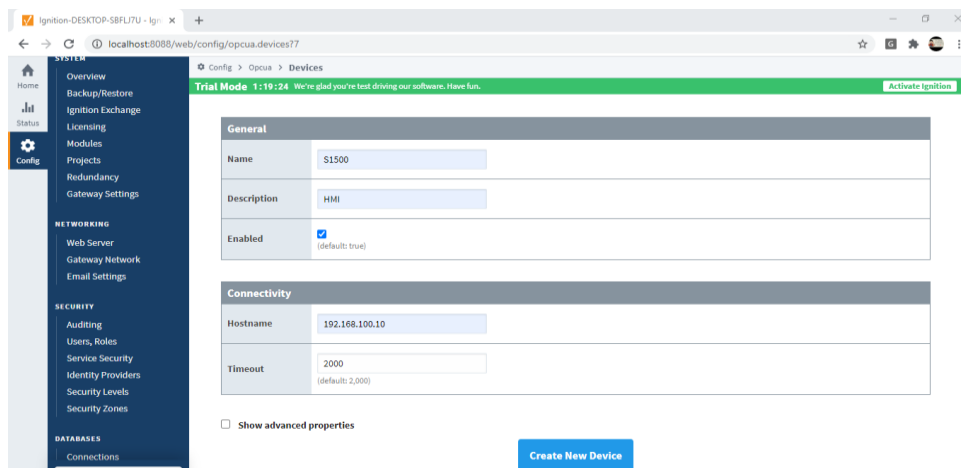 Ignition-DESKTOP-SBFLJ7U - Ign
localhost:8088/web/config/opcua.devices?7
Home
Status
Config
SYSTEM
Overview
Backup/Restore
Ignition Exchange
Licensing
Modules
Projects
Redundancy
Gateway Settings
NETWORKING
Web Server
Gateway Network
Email Settings
SECURITY
Auditing
Users, Roles
Service Security
Identity Providers
Security Levels
Security Zones
DATABASES
Connections
Config > Opcua > Devices
Trial Mode 1:19:24 We're glad you're test driving our software. Have fun.
Activate Ignition
General
Name S1500
Description HMI
Enabled
(default: true)
Connectivity
Hostname 192.168.100.10
Timeout 2000
(default: 2,000)
Show advanced properties
Create New Device